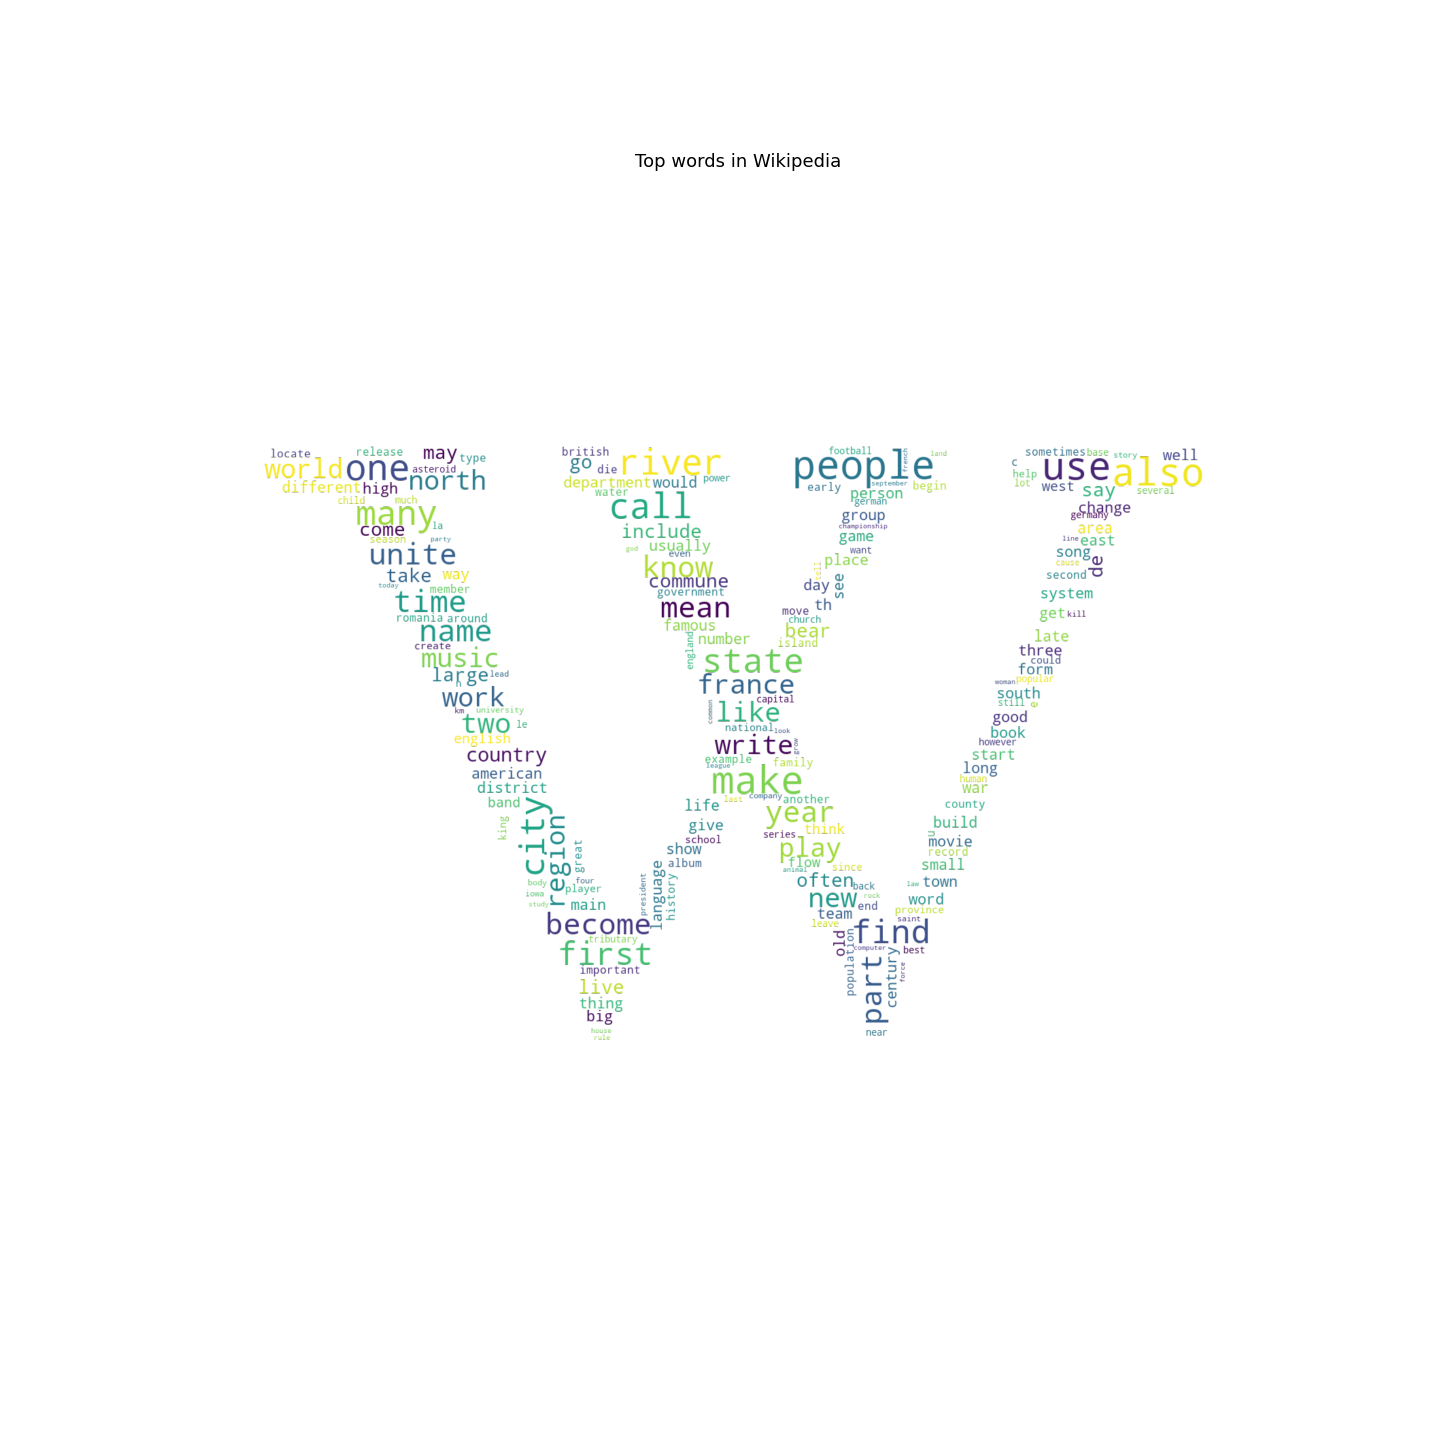 Top words in Wikipedia
locate release may type british river football french land sometimes base story well
world one asteroid north go die people c use also
different high department would power early september begin help lot west say several
child much water person german
many la call group championship change germany
come include game area
season party god usually even want line song east
unite know place cause de
take way commune tell second
today member government day see
time mean th system
romania around famous move church get kill
name england number bear island late
create music state three could
large lead france form
h woman popular
work capital south
km university common like still
two le national look good book
english write grow however
country example family start
american league long
district make human war
band last company another county
king city life year build
region give series think u movie
great school play record
show flow small
album animal since
body four often back law town
iowa player president language history new rock word
study main team end province
become leave saint
tributary old find
first population computer best
important part century force
live
thing
big
house near
rule